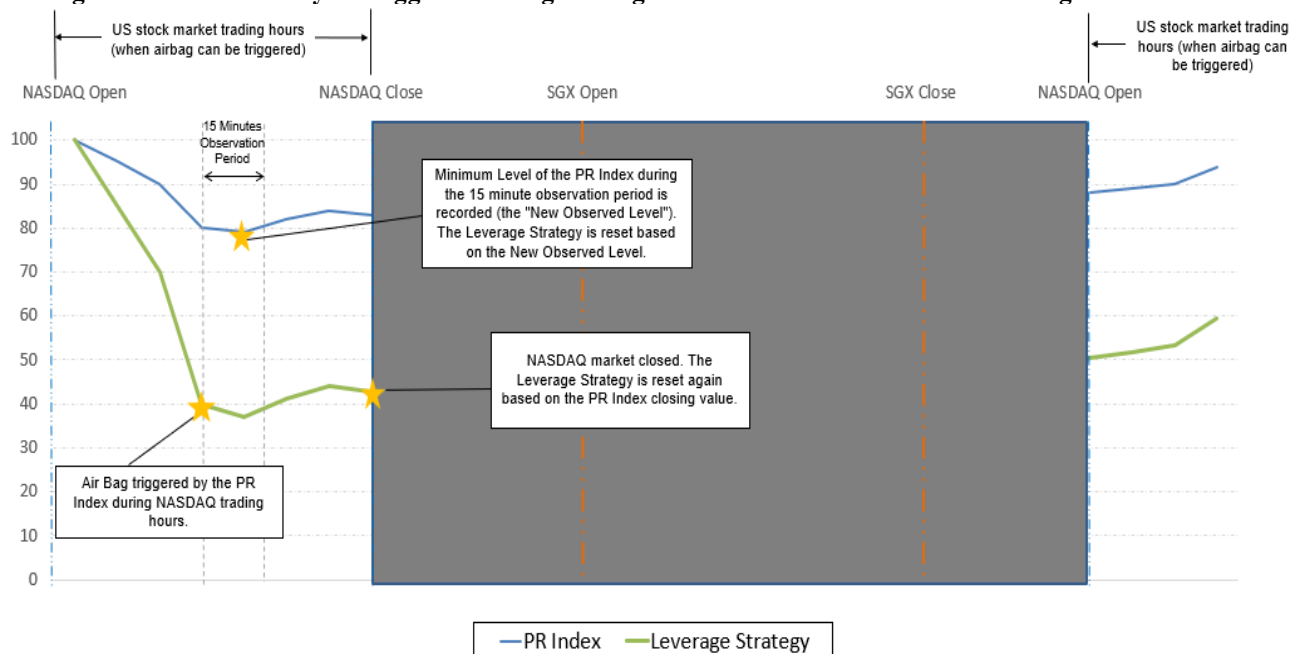 US stock market trading hours
(when airbag can be triggered)
US stock market trading
hours (when airbag can
be triggered)
NASDAQ Open
NASDAQ Close
SGX Open
SGX Close
NASDAQ Open
15 Minutes
Observation
Period
100
90
80
70
60
50
40
30
20
10
0
Minimum Level of the PR Index during
the 15 minute observation period is
recorded (the "New Observed Level").
The Leverage Strategy is reset based
on the New Observed Level.
NASDAQ market closed. The
Leverage Strategy is reset again
based on the PR Index closing value.
Air Bag triggered by the PR
Index during NASDAQ trading
hours.
PR Index
Leverage Strategy